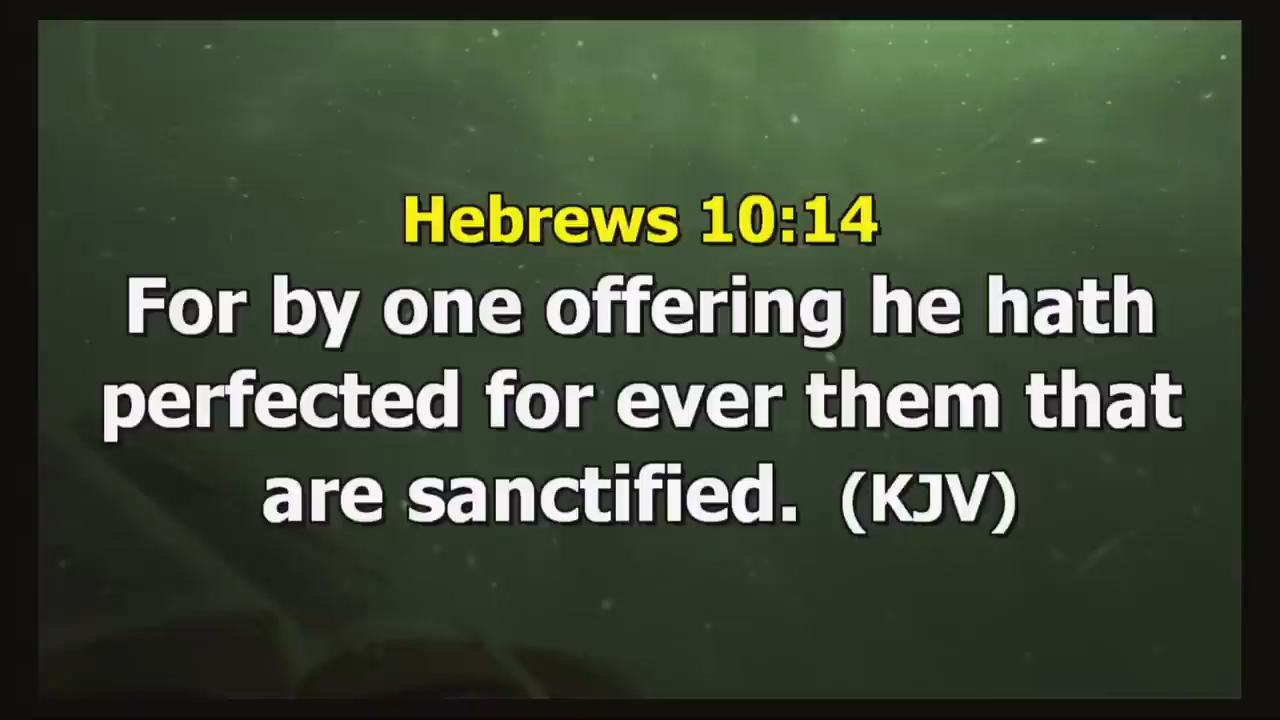 Hebrews 10:14
For by one offering he hath
perfected for ever them that
are sanctified. (KJV)